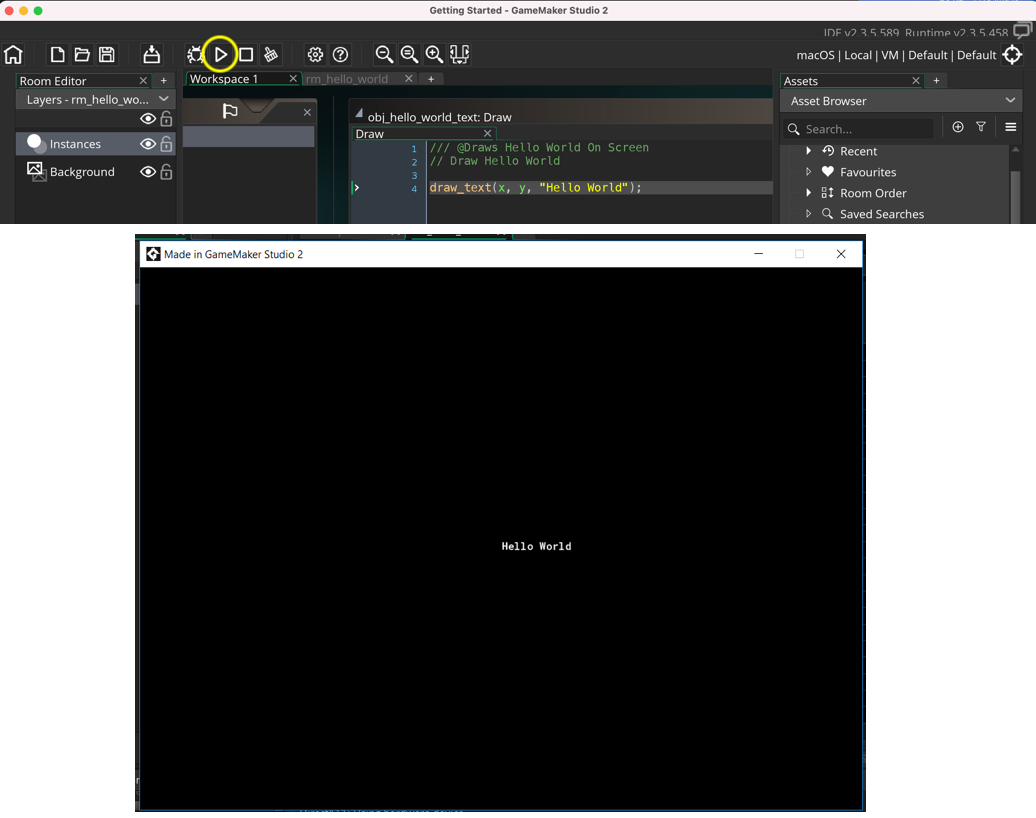 Getting Started - GameMaker Studio 2
IDE v2.3.5.589 Runtime v2.3.5.458
macOS | Local | VM | Default | Default
Room Editor
Workspace 1
rm_hello_world
Assets
Layers - rm_hello_wo...
Asset Browser
obj_hello_world_text: Draw
Draw
Search...
1 /// @Draws Hello World On Screen
2 // Draw Hello World
3
4 draw_text(x, y, "Hello World");
Instances
Background
Recent
Favourites
Room Order
Saved Searches
Made in GameMaker Studio 2
Hello World